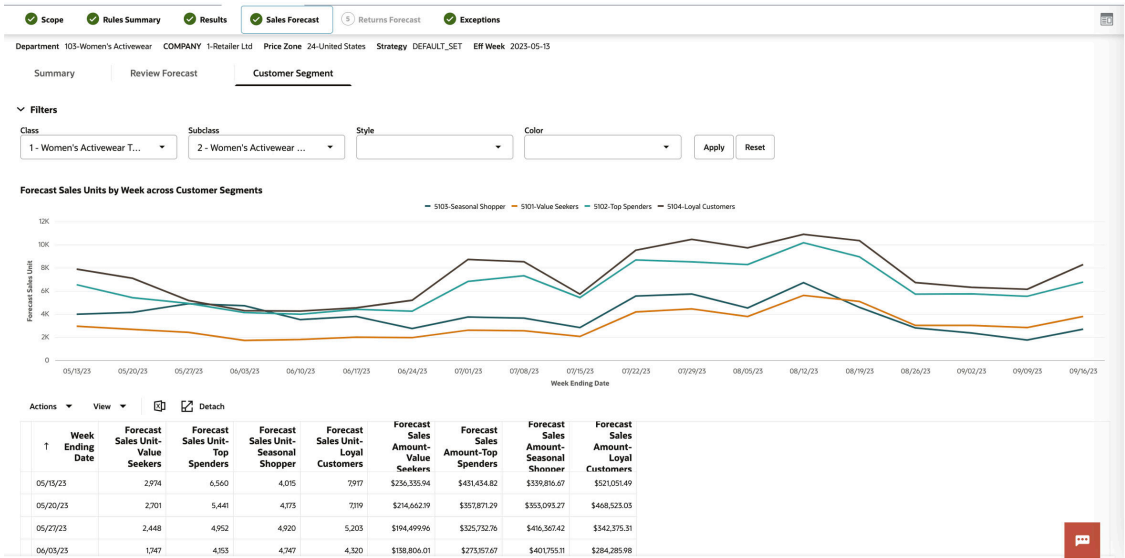 Scope Rules Summary Results Sales Forecast 5 Returns Forecast Exceptions
Department 103-Women's Activewear COMPANY 1-Retailer Ltd Price Zone 24-United States Strategy DEFAULT_SET Eff Week 2023-05-13
Summary Review Forecast Customer Segment
Filters
Class Subclass Style Color
1 - Women's Activewear T... 2 - Women's Activewear ... Apply Reset
Forecast Sales Units by Week across Customer Segments
5103-Seasonal Shopper 5101-Value Seekers 5102-Top Spenders 5104-Loyal Customers
12K
10K
8K
6K
4K
2K
0
Forecast Sales Unit
05/13/23 05/20/23 05/27/23 06/03/23 06/10/23 06/17/23 06/24/23 07/01/23 07/08/23 07/15/23 07/22/23 07/29/23 08/05/23 08/12/23 08/19/23 08/26/23 09/02/23 09/09/23 09/16/23
Week Ending Date
Actions View Detach
Week Ending Date Forecast Sales Unit-Value Seekers Forecast Sales Unit-Top Spenders Forecast Sales Unit-Seasonal Shopper Forecast Sales Unit-Loyal Customers Forecast Sales Amount-Value Seekers Forecast Sales Amount-Top Spenders Forecast Sales Amount-Seasonal Shopper Forecast Sales Amount-Loyal Customers
05/13/23 2,974 6,560 4,015 7,917 $236,335.94 $431,434.82 $339,816.67 $521,051.49
05/20/23 2,701 5,441 4,173 7,119 $214,662.19 $357,871.29 $353,093.27 $468,523.03
05/27/23 2,448 4,952 4,920 5,203 $194,499.96 $325,732.76 $416,367.42 $342,375.31
06/03/23 1,747 4,153 4,747 4,320 $138,806.01 $273,157.67 $401,755.11 $284,285.98